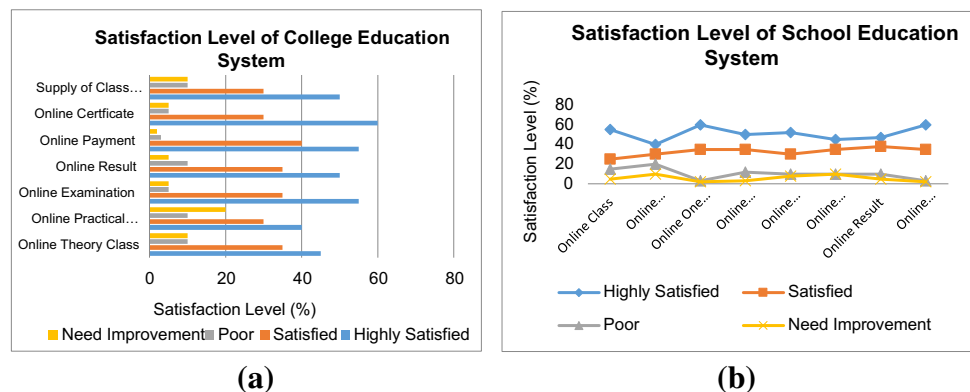 Satisfaction Level of College Education
System
Supply of Class…
Online Certficate
Online Payment
Online Result
Online Examination
Online Practical…
Online Theory Class
0 20 40 60 80
Satisfaction Level (%)
Need Improvement Poor Satisfied Highly Satisfied
(a)
Satisfaction Level of School Education
System
Satisfaction Level (%)
80
60
40
20
0
Online Class
Online…
Online One…
Online…
Online…
Online…
Online Result
Online…
Highly Satisfied Satisfied
Poor Need Improvement
(b)